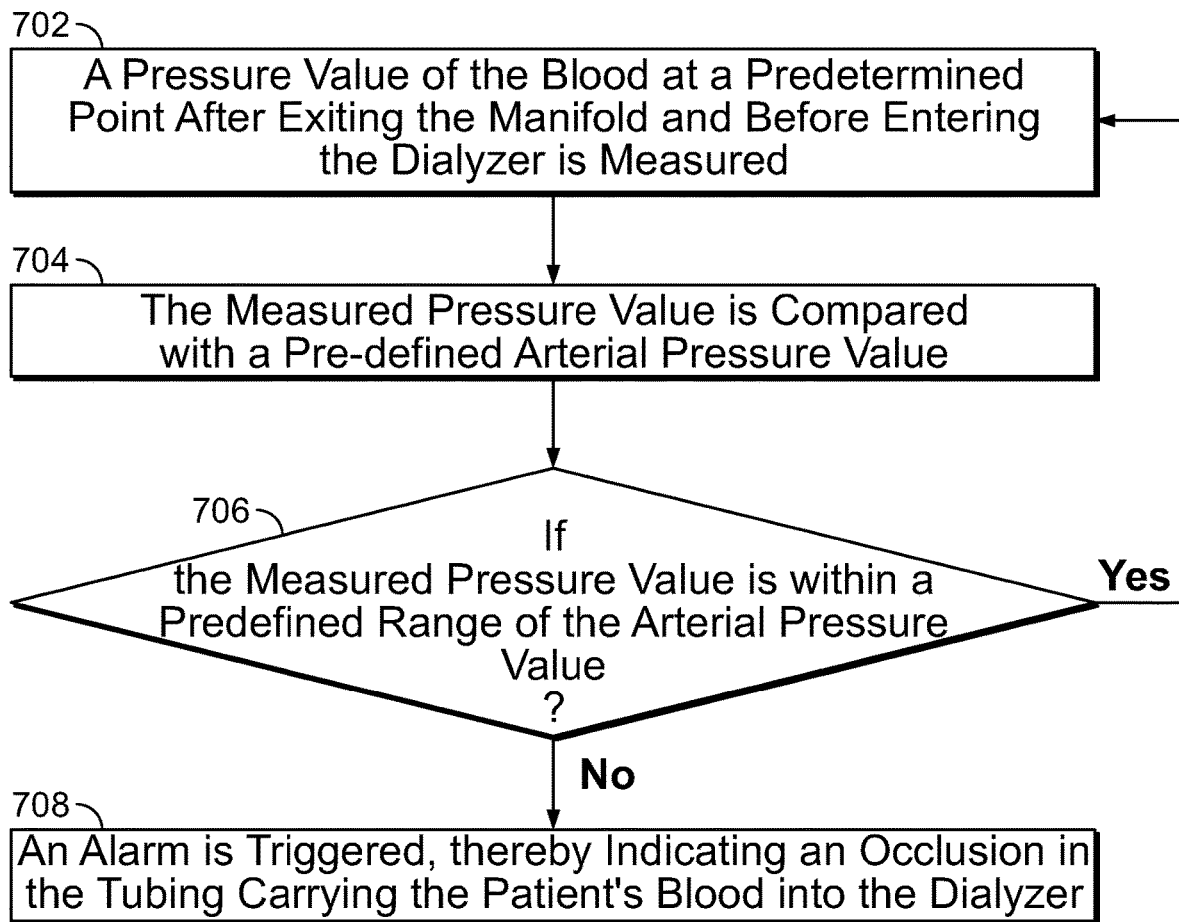 702
A Pressure Value of the Blood at a Predetermined
Point After Exiting the Manifold and Before Entering
the Dialyzer is Measured
704
The Measured Pressure Value is Compared
with a Pre-defined Arterial Pressure Value
706
If
the Measured Pressure Value is within a
Predefined Range of the Arterial Pressure
Value
?
Yes
No
708
An Alarm is Triggered, thereby Indicating an Occlusion in
the Tubing Carrying the Patient's Blood into the Dialyzer